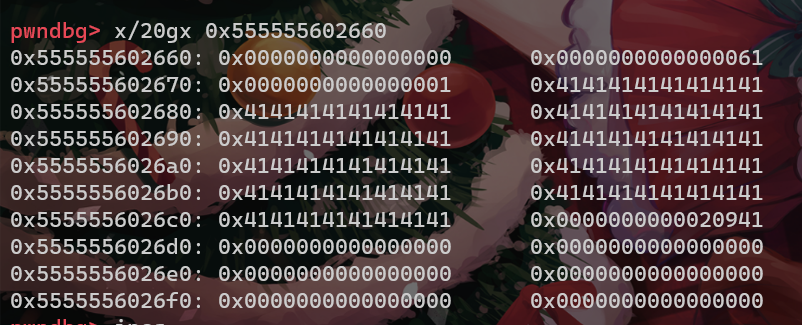 pwndbg> x/20gx 0x555555602660
0x555555602660: 0x0000000000000000 0x0000000000000061
0x555555602670: 0x0000000000000001 0x4141414141414141
0x555555602680: 0x4141414141414141 0x4141414141414141
0x555555602690: 0x4141414141414141 0x4141414141414141
0x5555556026a0: 0x4141414141414141 0x4141414141414141
0x5555556026b0: 0x4141414141414141 0x4141414141414141
0x5555556026c0: 0x4141414141414141 0x0000000000020941
0x5555556026d0: 0x0000000000000000 0x0000000000000000
0x5555556026e0: 0x0000000000000000 0x0000000000000000
0x5555556026f0: 0x0000000000000000 0x0000000000000000
pwndbg>